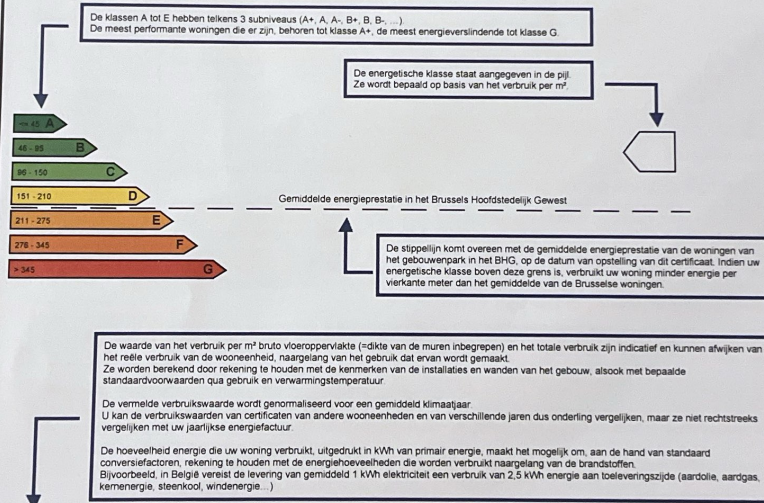 De klassen A tot E hebben telkens 3 subniveaus (A+, A, A-, B+, B, B-, ...).
De meest performante woningen die er zijn, behoren tot klasse A+, de meest energieverslindende tot klasse G.
De energetische klasse staat aangegeven in de pijl.
Ze wordt bepaald op basis van het verbruik per m².
<= 45 A
46 - 95 B
96 - 150 C
151 - 210 D
Gemiddelde energieprestatie in het Brussels Hoofdstedelijk Gewest
211 - 275 E
276 - 345 F
> 345 G
De stippellijn komt overeen met de gemiddelde energieprestatie van de woningen van
het gebouwenpark in het BHG, op de datum van opstelling van dit certificaat. Indien uw
energetische klasse boven deze grens is, verbruikt uw woning minder energie per
vierkante meter dan het gemiddelde van de Brusselse woningen.
De waarde van het verbruik per m² bruto vloeroppervlakte (=dikte van de muren inbegrepen) en het totale verbruik zijn indicatief en kunnen afwijken van
het reële verbruik van de wooneenheid, naargelang van het gebruik dat ervan wordt gemaakt.
Ze worden berekend door rekening te houden met de kenmerken van de installaties en wanden van het gebouw, alsook met bepaalde
standaardvoorwaarden qua gebruik en verwarmingstemperatuur.
De vermelde verbruikswaarde wordt genormaliseerd voor een gemiddeld klimaatjaar.
U kan de verbruikswaarden van certificaten van andere wooneenheden en van verschillende jaren dus onderling vergelijken, maar ze niet rechtstreeks
vergelijken met uw jaarlijkse energiefactuur.
De hoeveelheid energie die uw woning verbruikt, uitgedrukt in kWh van primair energie, maakt het mogelijk om, aan de hand van standaard
conversiefactoren, rekening te houden met de energiehoeveelheden die worden verbruikt naargelang van de brandstoffen.
Bijvoorbeeld, in België vereist de levering van gemiddeld 1 kWh elektriciteit een verbruik van 2,5 kWh energie aan toeleveringszijde (aardolie, aardgas,
kernenergie, steenkool, windenergie...)